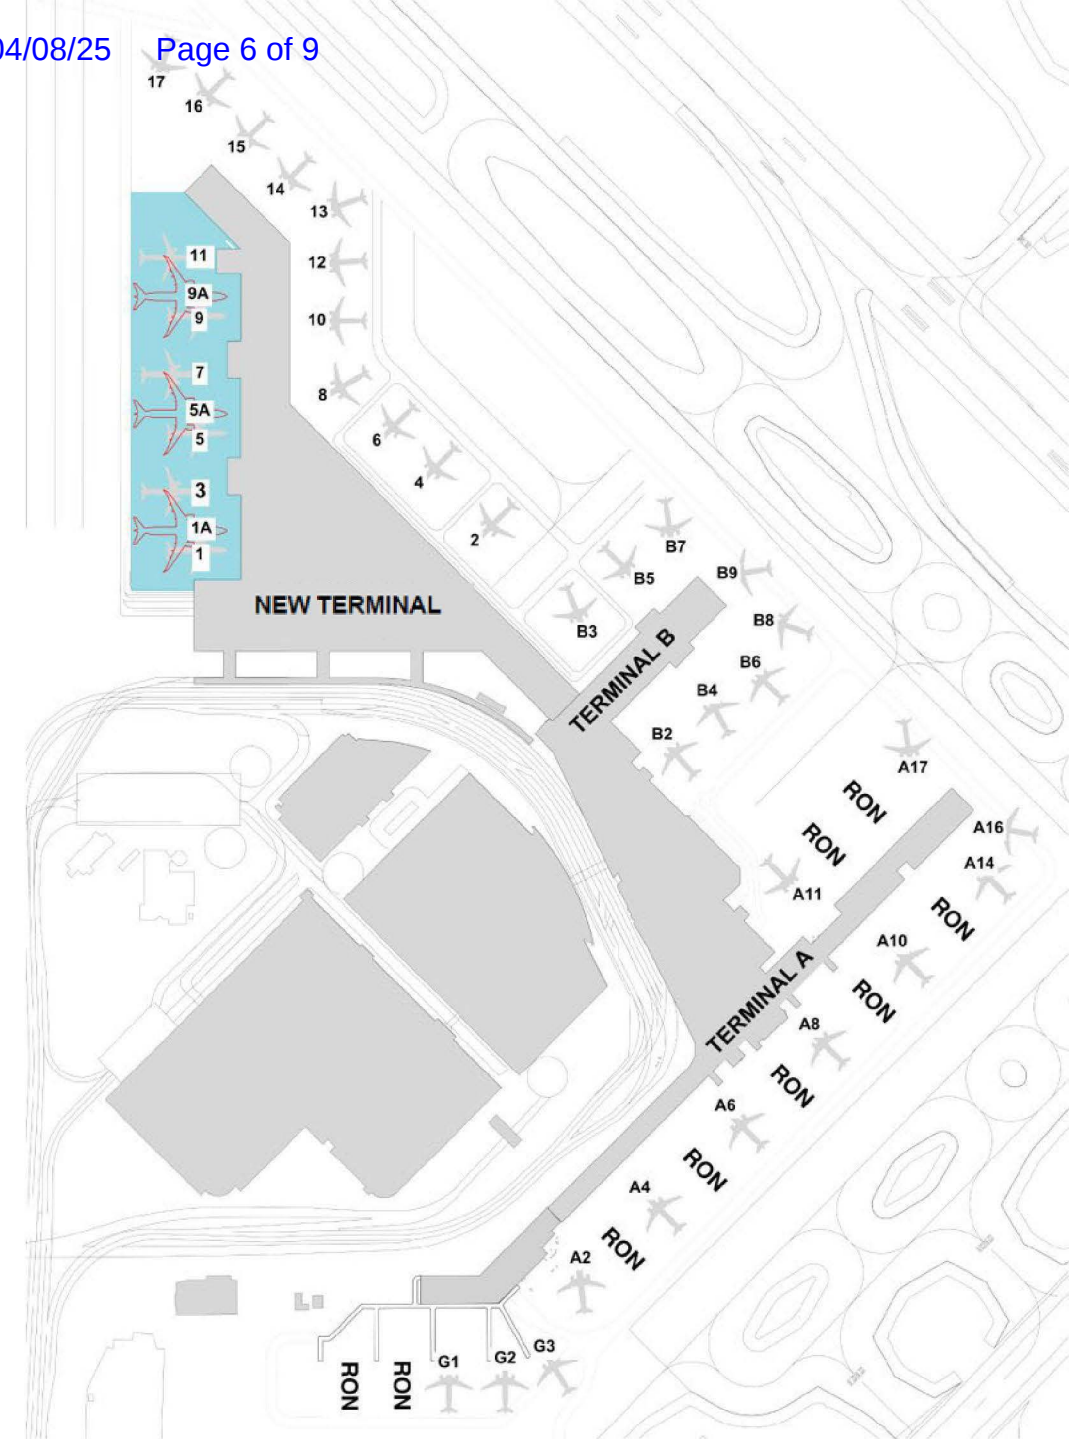 04/08/25 Page 6 of 9
17
16
15
14
13
12
10
8
6
4
2
11
9A
9
7
5A
5
3
1A
1
NEW TERMINAL
B7
B5
B3
B9
B8
B6
B4
B2
TERMINAL B
A17
RON
RON
A11
A16
A14
RON
A10
RON
A8
RON
A6
RON
A4
RON
A2
TERMINAL A
G3
G2
G1
RON
RON